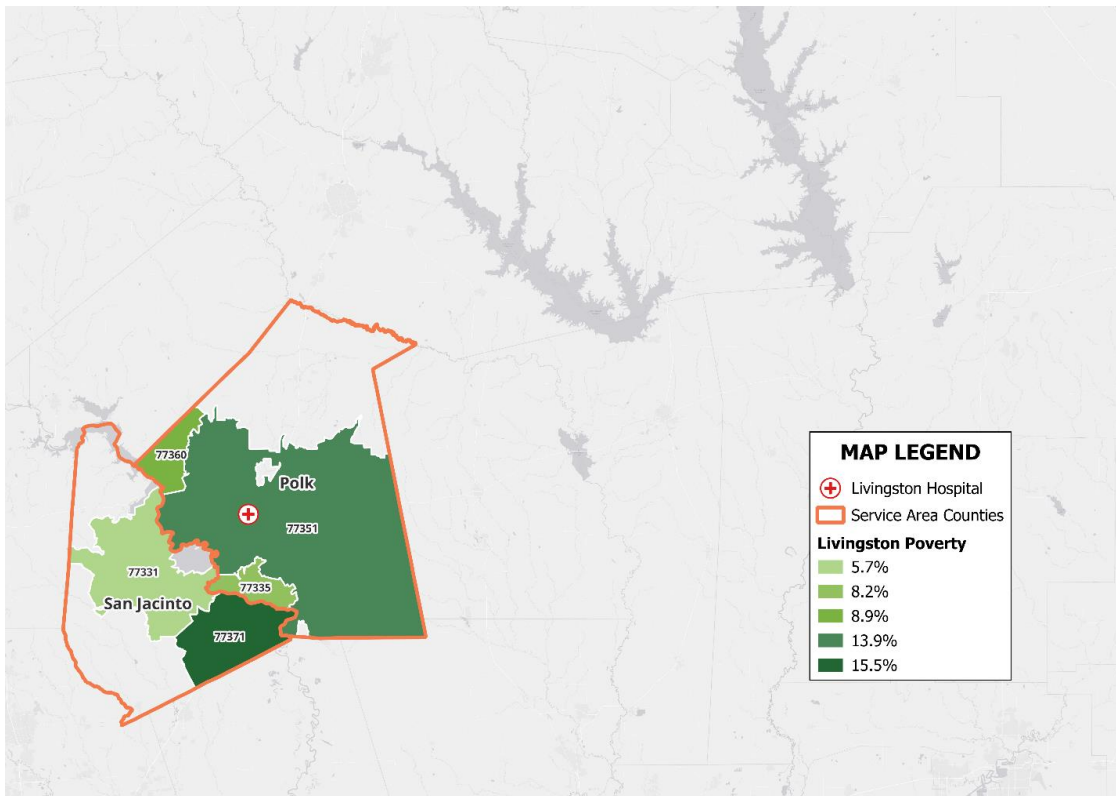 77360
Polk
77351
77331
77335
San Jacinto
77371
MAP LEGEND
Livingston Hospital
Service Area Counties
Livingston Poverty
5.7%
8.2%
8.9%
13.9%
15.5%